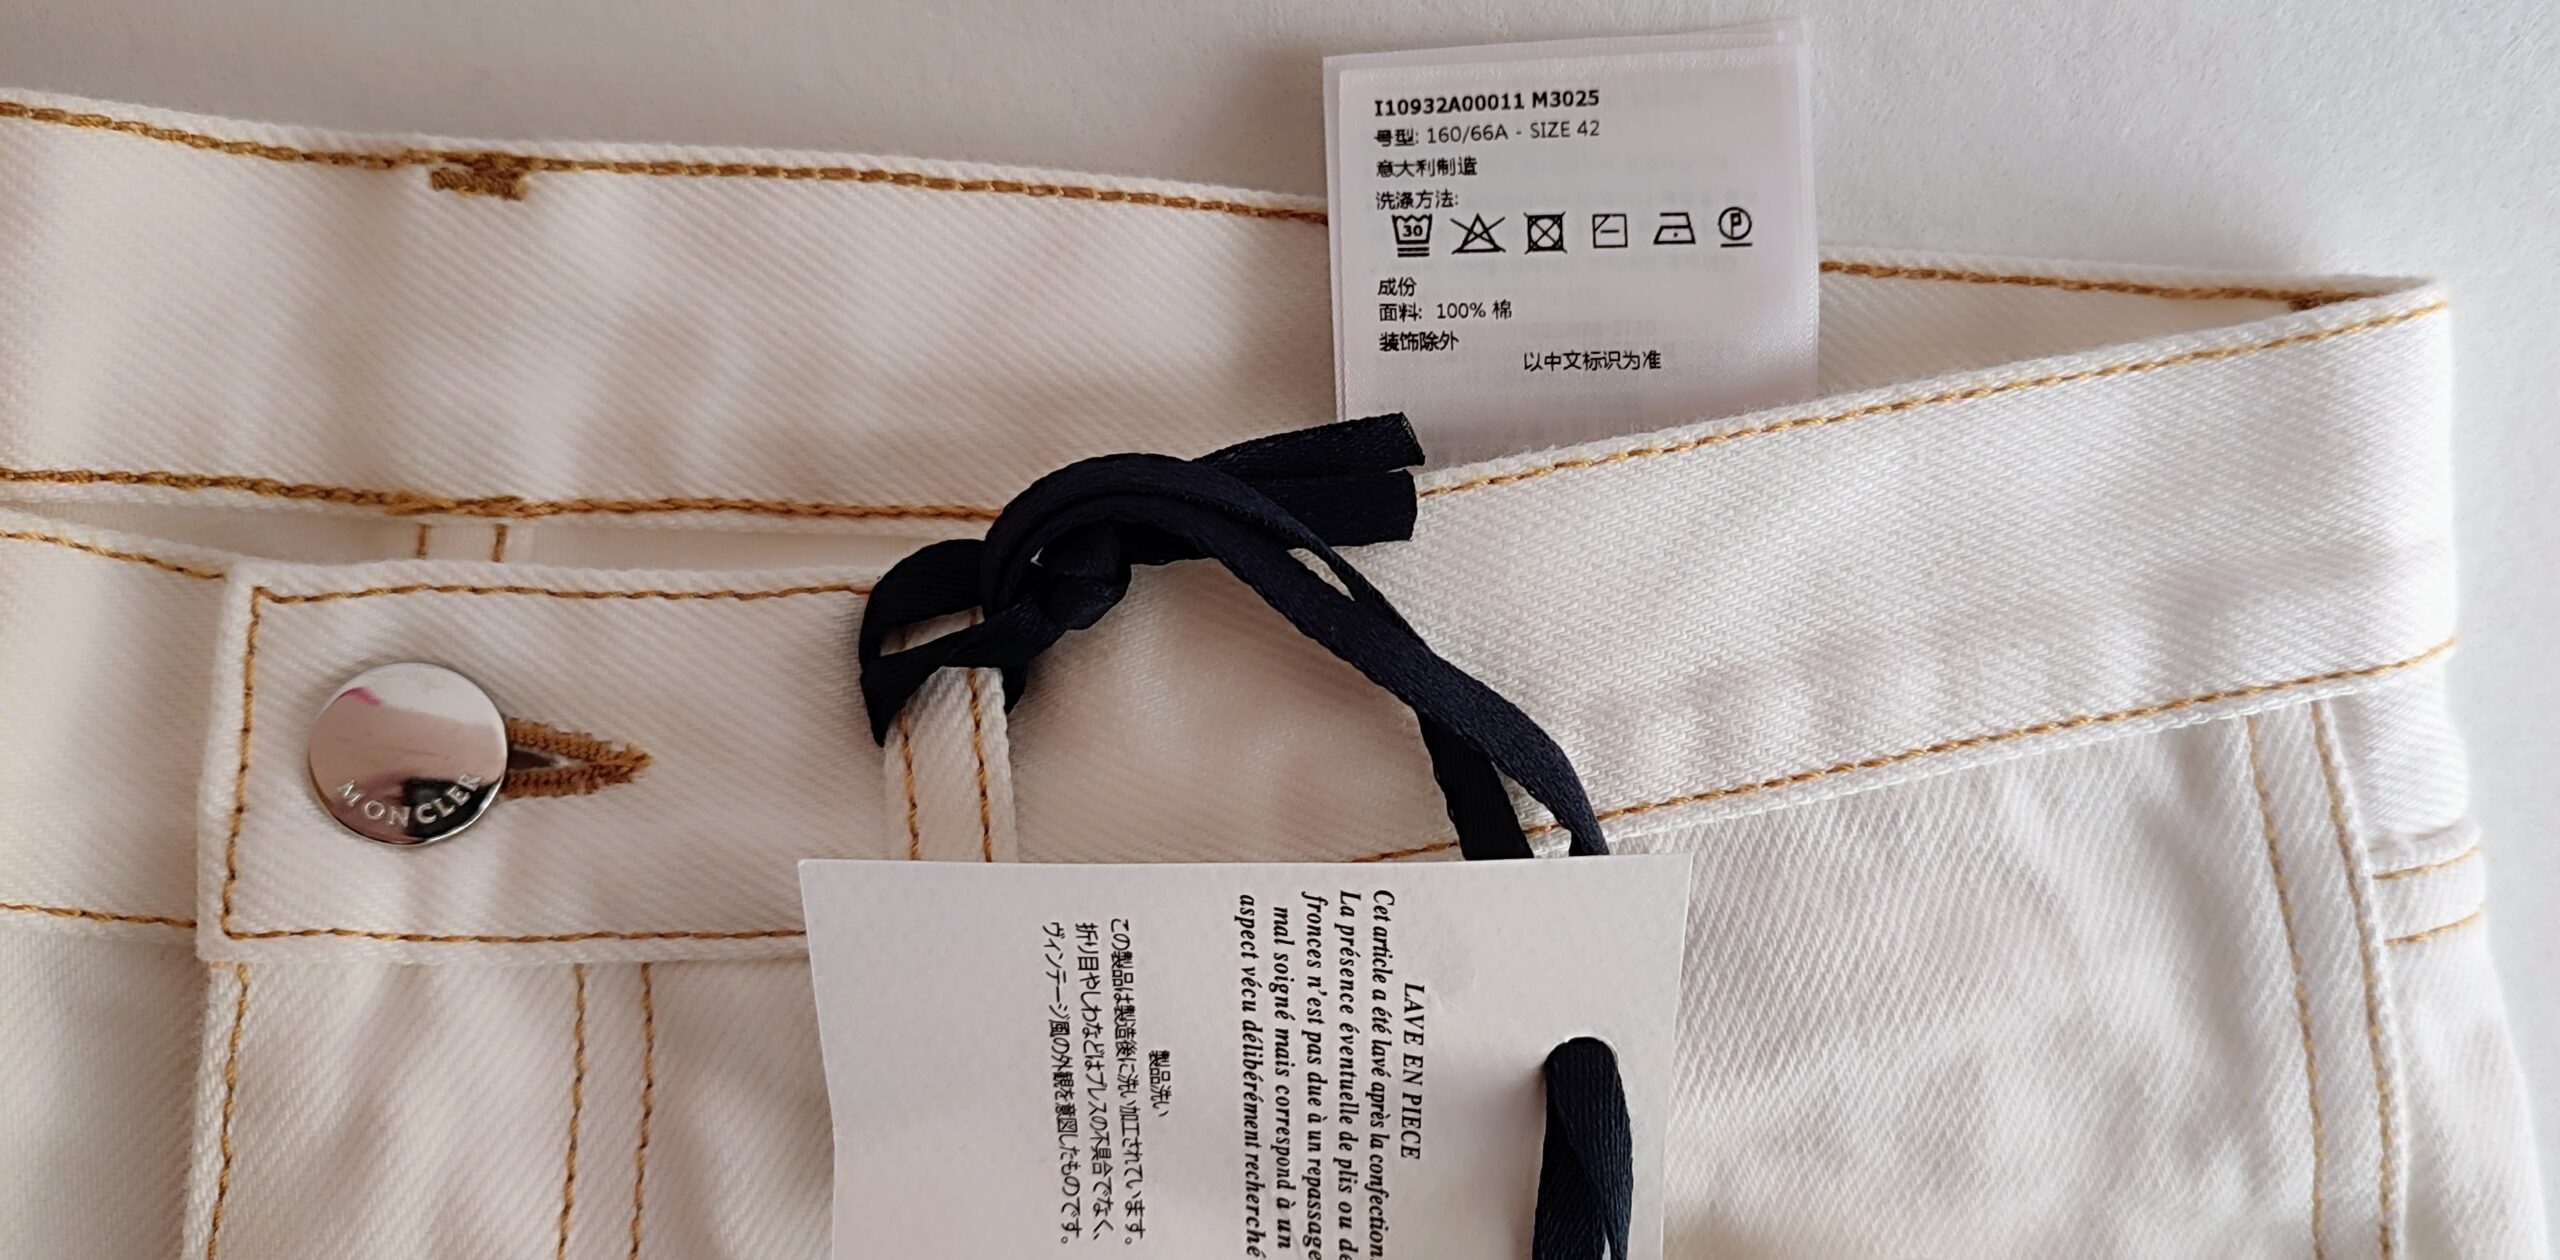 I10932A00011 M3025
号型: 160/66A - SIZE 42
意大利制造
洗涤方法:
30
P
成份
面料: 100% 棉
装饰除外
以中文标识为准
MONCLER
LAVE EN PIECE
Cet article a été lavé après la confection.
La présence éventuelle de plis ou de
fronces n'est pas due à un repassage
mal soigné mais correspond à un
aspect vécu délibérément recherché
製品洗い
この製品は製造後に洗い加工されています。
折り目やしわなどはプレスの不具合でなく、
ヴィンテージ風の外観を意図したものです。